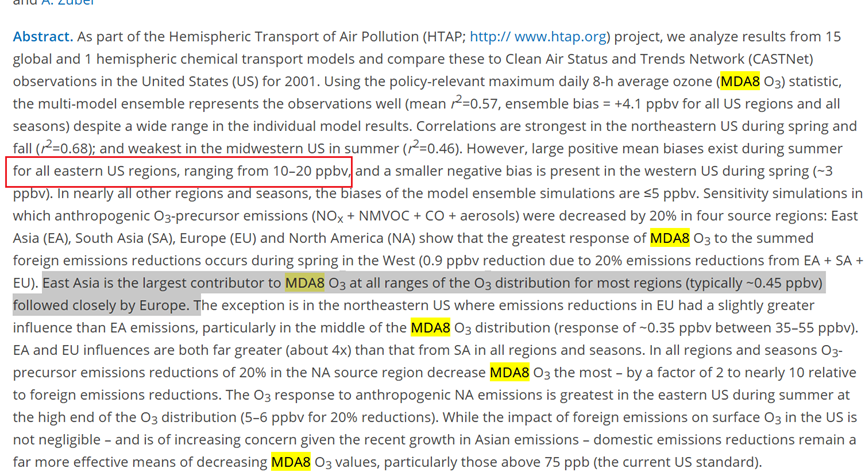 and A. Zuber
Abstract. As part of the Hemispheric Transport of Air Pollution (HTAP; http:// www.htap.org) project, we analyze results from 15
global and 1 hemispheric chemical transport models and compare these to Clean Air Status and Trends Network (CASTNet)
observations in the United States (US) for 2001. Using the policy-relevant maximum daily 8-h average ozone (MDA8 O₃) statistic,
the multi-model ensemble represents the observations well (mean r²=0.57, ensemble bias = +4.1 ppbv for all US regions and all
seasons) despite a wide range in the individual model results. Correlations are strongest in the northeastern US during spring and
fall (r²=0.68); and weakest in the midwestern US in summer (r²=0.46). However, large positive mean biases exist during summer
for all eastern US regions, ranging from 10–20 ppbv, and a smaller negative bias is present in the western US during spring (~3
ppbv). In nearly all other regions and seasons, the biases of the model ensemble simulations are ≤5 ppbv. Sensitivity simulations in
which anthropogenic O₃-precursor emissions (NOₓ + NMVOC + CO + aerosols) were decreased by 20% in four source regions: East
Asia (EA), South Asia (SA), Europe (EU) and North America (NA) show that the greatest response of MDA8 O₃ to the summed
foreign emissions reductions occurs during spring in the West (0.9 ppbv reduction due to 20% emissions reductions from EA + SA +
EU). East Asia is the largest contributor to MDA8 O₃ at all ranges of the O₃ distribution for most regions (typically ~0.45 ppbv)
followed closely by Europe. The exception is in the northeastern US where emissions reductions in EU had a slightly greater
influence than EA emissions, particularly in the middle of the MDA8 O₃ distribution (response of ~0.35 ppbv between 35–55 ppbv).
EA and EU influences are both far greater (about 4x) than that from SA in all regions and seasons. In all regions and seasons O₃-
precursor emissions reductions of 20% in the NA source region decrease MDA8 O₃ the most – by a factor of 2 to nearly 10 relative
to foreign emissions reductions. The O₃ response to anthropogenic NA emissions is greatest in the eastern US during summer at
the high end of the O₃ distribution (5–6 ppbv for 20% reductions). While the impact of foreign emissions on surface O₃ in the US is
not negligible – and is of increasing concern given the recent growth in Asian emissions – domestic emissions reductions remain a
far more effective means of decreasing MDA8 O₃ values, particularly those above 75 ppb (the current US standard).